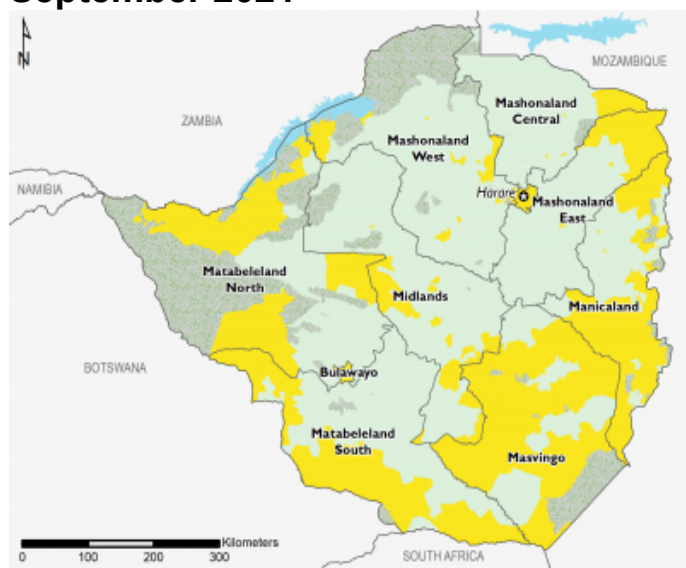 September 2021
N
MOZAMBIQUE
ZAMBIA
Mashonaland
Central
Mashonaland
West
NAMIBIA
Harare
Mashonaland
East
Matabeleland
North
Midlands
Manicaland
BOTSWANA
Bulawayo
Matabeleland
South
Masvingo
Kilometers
0 100 200 300
SOUTH AFRICA